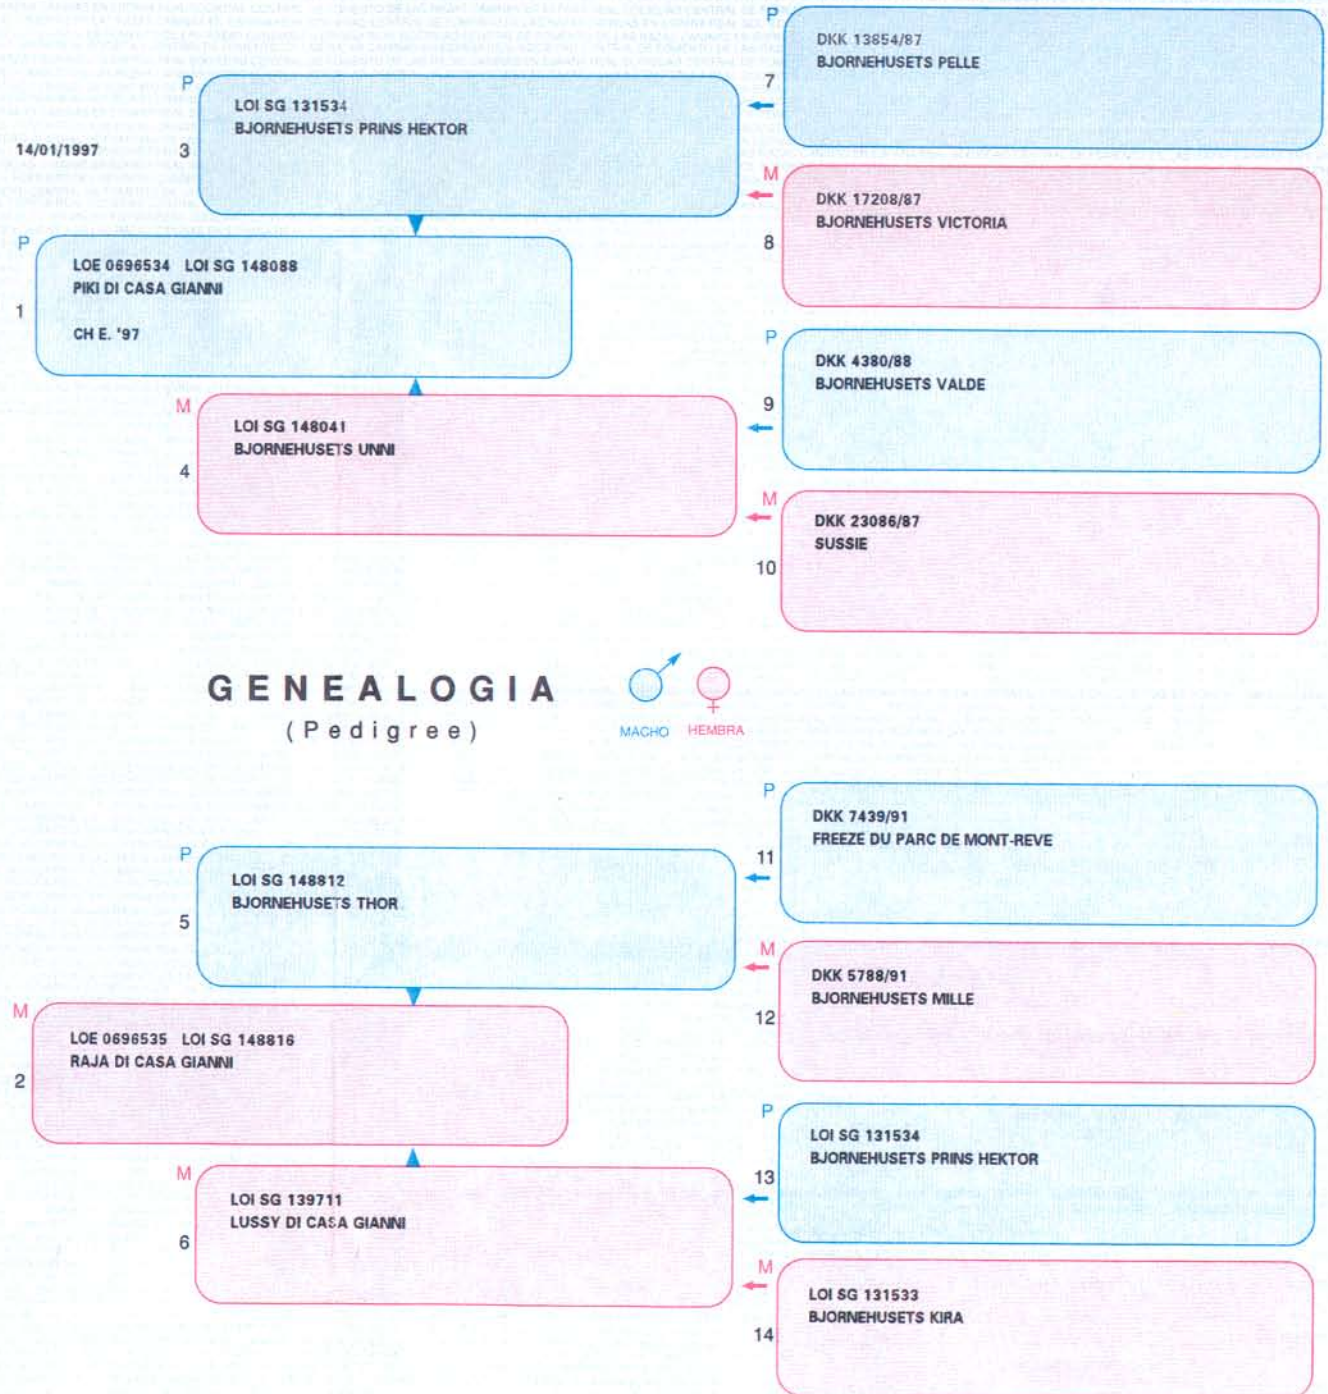 P
DKK 13854/87
BJORNEHUSETS PELLE
7
P
LOI SG 131534
BJORNEHUSETS PRINS HEKTOR
14/01/1997
3
M
DKK 17208/87
BJORNEHUSETS VICTORIA
8
P
LOE 0696534 LOI SG 148088
PIKI DI CASA GIANNI
1
CH E. '97
P
DKK 4380/88
BJORNEHUSETS VALDE
9
M
LOI SG 148041
BJORNEHUSETS UNNI
4
M
DKK 23086/87
SUSSIE
10
GENEALOGIA
(Pedigree)
MACHO HEMBRA
P
DKK 7439/91
FREEZE DU PARC DE MONT-REVE
11
P
LOI SG 148812
BJORNEHUSETS THOR
5
M
DKK 5788/91
BJORNEHUSETS MILLE
12
M
LOE 0696535 LOI SG 148816
RAJA DI CASA GIANNI
2
P
LOI SG 131534
BJORNEHUSETS PRINS HEKTOR
13
M
LOI SG 139711
LUSSY DI CASA GIANNI
6
M
LOI SG 131533
BJORNEHUSETS KIRA
14